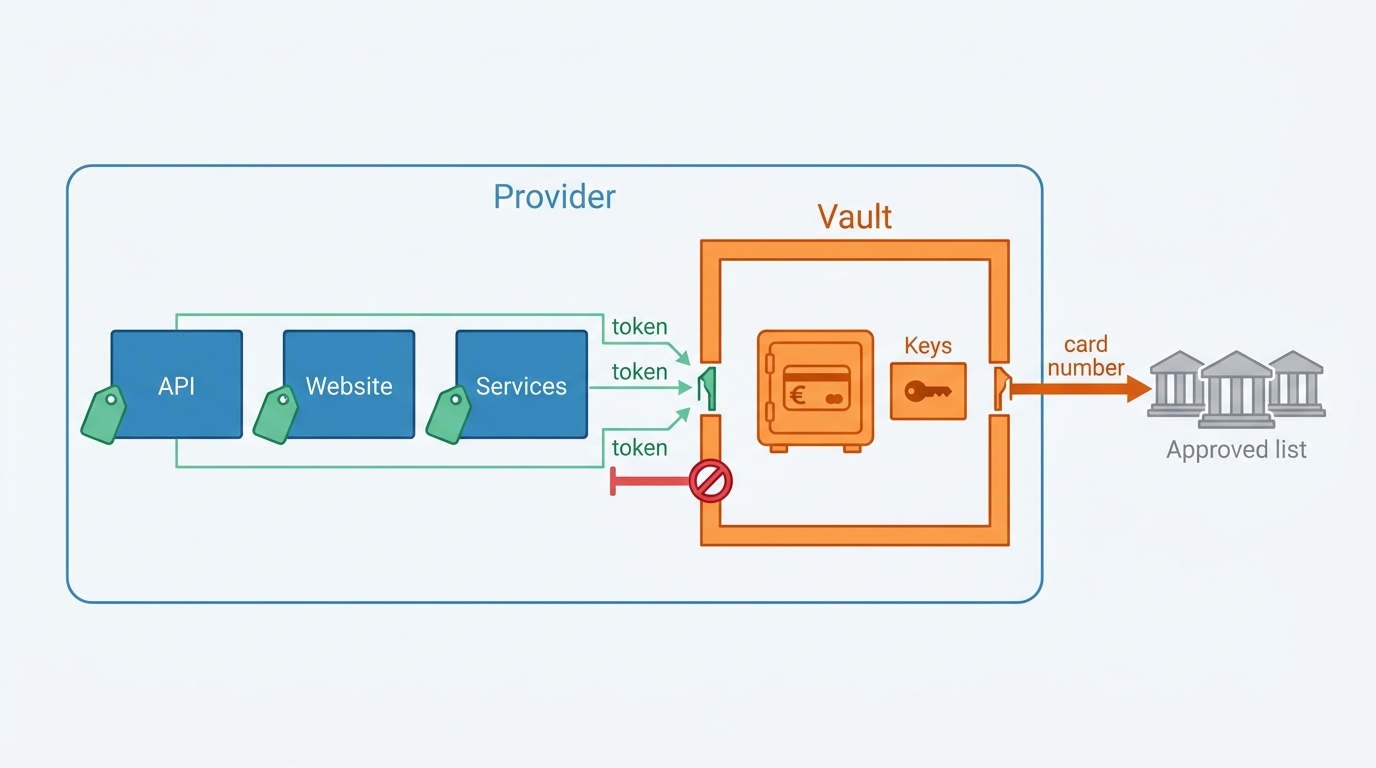 Provider
Vault
token
token
token
API
Website
Services
€
Keys
card
number
Approved list